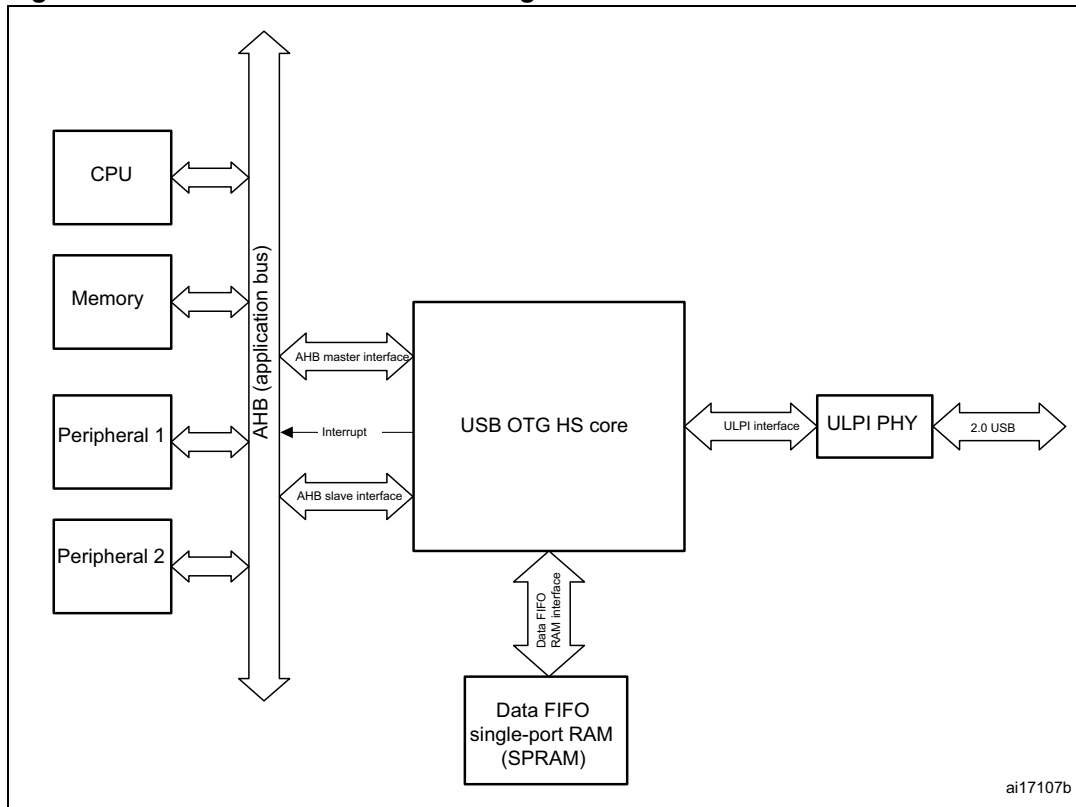 CPU
Memory
Peripheral 1
Peripheral 2
AHB (application bus)
AHB master interface
Interrupt
AHB slave interface
USB OTG HS core
ULPI interface
ULPI PHY
2.0 USB
Data FIFO
RAM interface
Data FIFO
single-port RAM
(SPRAM)
ai17107b